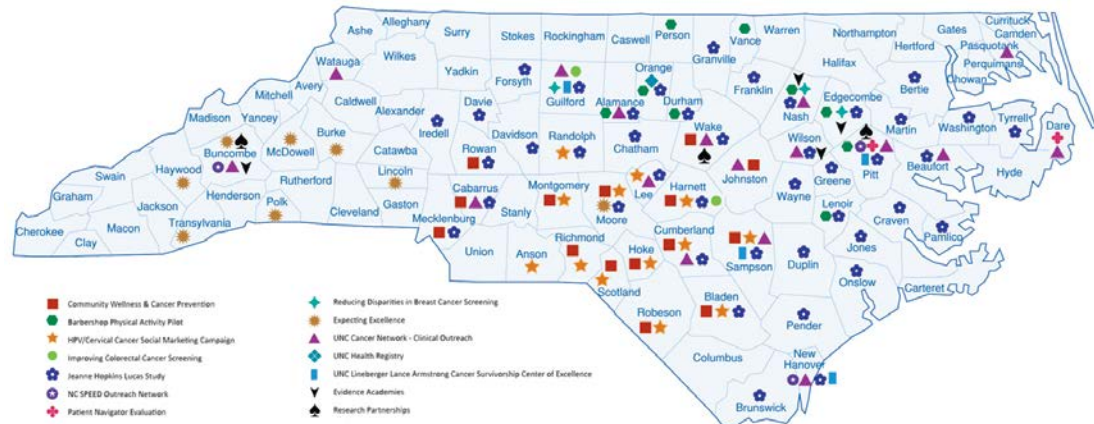 Alleghany
Ashe
Surry
Stokes
Rockingham
Caswell
Person
Vance
Warren
Northampton
Gates
Currituck
Camden
Pasquotank
Perquimans
Chowan
Hertford
Halifax
Granville
Wilkes
Watauga
Yadkin
Forsyth
Guilford
Orange
Alamance
Durham
Franklin
Nash
Edgecombe
Bertie
Avery
Mitchell
Caldwell
Alexander
Davie
Iredell
Madison
Yancey
Burke
McDowell
Catawba
Rowan
Davidson
Randolph
Chatham
Wake
Wilson
Martin
Washington
Tyrrell
Dare
Buncombe
Haywood
Swain
Graham
Rutherford
Lincoln
Gaston
Cleveland
Cabarrus
Montgomery
Lee
Harnett
Johnston
Wayne
Greene
Pitt
Beaufort
Hyde
Henderson
Jackson
Polk
Transylvania
Macon
Cherokee
Clay
Mecklenburg
Stanly
Moore
Lenoir
Craven
Pamlico
Union
Anson
Richmond
Hoke
Cumberland
Sampson
Duplin
Jones
Onslow
Carteret
Scotland
Robeson
Bladen
Pender
Columbus
New
Hanover
Brunswick
Community Wellness & Cancer Prevention
Barbershop Physical Activity Pilot
HPV/Cervical Cancer Social Marketing Campaign
Improving Colorectal Cancer Screening
Jeanne Hopkins Lucas Study
NC SPEED Outreach Network
Patient Navigator Evaluation
Reducing Disparities in Breast Cancer Screening
Expecting Excellence
UNC Cancer Network - Clinical Outreach
UNC Health Registry
UNC Lineberger Lance Armstrong Cancer Survivorship Center of Excellence
Evidence Academies
Research Partnerships